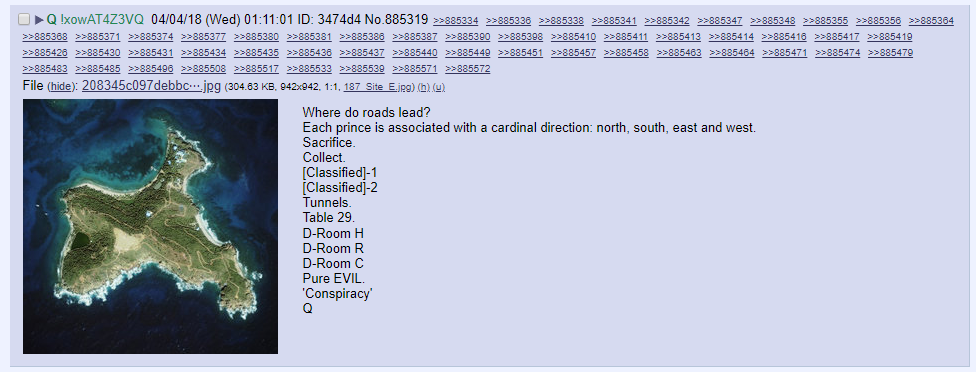 Q !xowAT4Z3VQ 04/04/18 (Wed) 01:11:01 ID: 3474d4 No.885319 >>885334 >>885336 >>885338 >>885341 >>885342 >>885347 >>885348 >>885355 >>885356 >>885364
>>885368 >>885371 >>885374 >>885377 >>885380 >>885381 >>885386 >>885387 >>885390 >>885398 >>885410 >>885411 >>885413 >>885414 >>885416 >>885417 >>885419
>>885426 >>885430 >>885431 >>885434 >>885435 >>885436 >>885437 >>885440 >>885449 >>885451 >>885457 >>885458 >>885463 >>885464 >>885471 >>885474 >>885479
>>885483 >>885485 >>885496 >>885508 >>885517 >>885533 >>885539 >>885571 >>885572
File (hide): 208345c097debbc⋯.jpg (304.63 KB, 942x942, 1:1, 187_Site_E.jpg) (h) (u)
Where do roads lead?
Each prince is associated with a cardinal direction: north, south, east and west.
Sacrifice.
Collect.
[Classified]-1
[Classified]-2
Tunnels.
Table 29.
D-Room H
D-Room R
D-Room C
Pure EVIL.
'Conspiracy'
Q